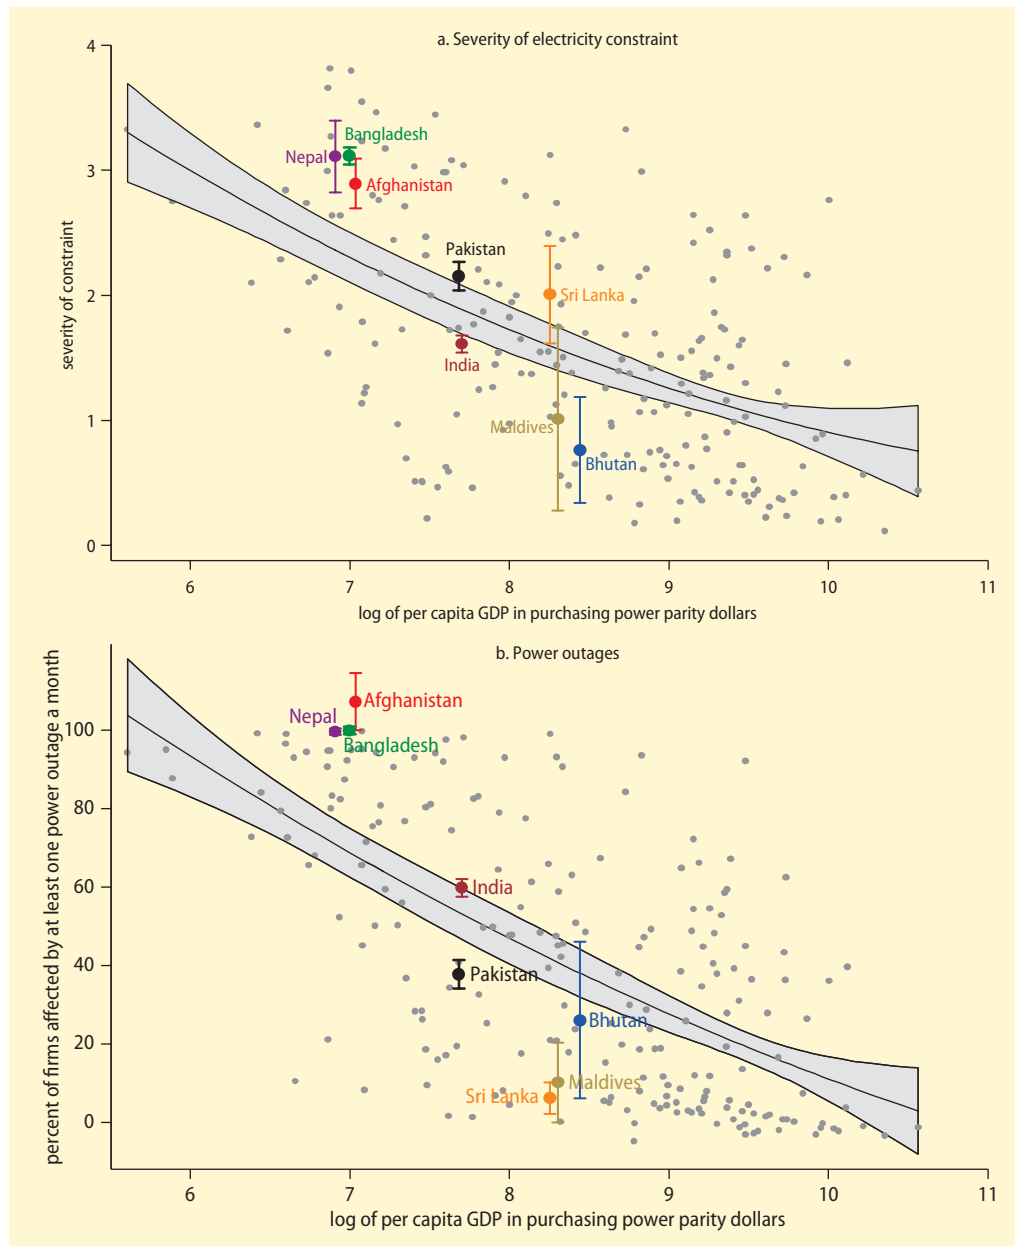 a. Severity of electricity constraint
severity of constraint
4
3
2
1
0
Bangladesh
Nepal
Afghanistan
Pakistan
Sri Lanka
India
Maldives
Bhutan
6 7 8 9 10 11
log of per capita GDP in purchasing power parity dollars
b. Power outages
percent of firms affected by at least one power outage a month
100
80
60
40
20
0
Afghanistan
Nepal
Bangladesh
India
Pakistan
Bhutan
Maldives
Sri Lanka
6 7 8 9 10 11
log of per capita GDP in purchasing power parity dollars